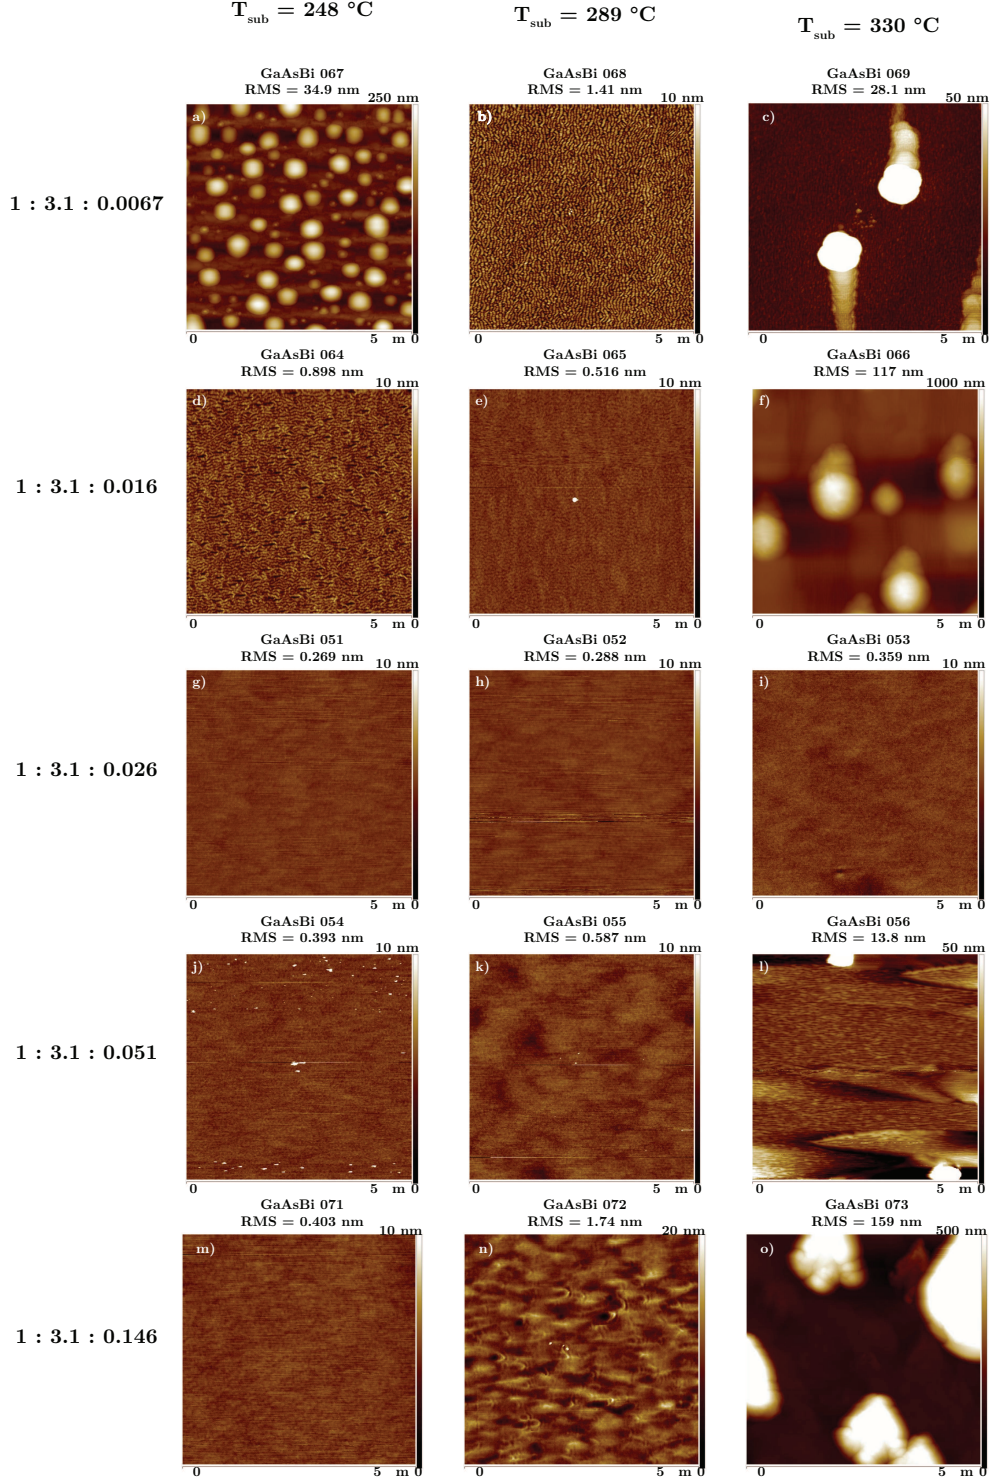 T_sub = 248 °C T_sub = 289 °C T_sub = 330 °C
GaAsBi 067 GaAsBi 068 GaAsBi 069
RMS = 34.9 nm RMS = 1.41 nm RMS = 28.1 nm
250 nm 10 nm 50 nm
a) b) c)
1 : 3.1 : 0.0067
0 5 m 0 0 5 m 0 0 5 m 0
GaAsBi 064 GaAsBi 065 GaAsBi 066
RMS = 0.898 nm RMS = 0.516 nm RMS = 117 nm
10 nm 10 nm 1000 nm
d) e) f)
1 : 3.1 : 0.016
0 5 m 0 0 5 m 0 0 5 m 0
GaAsBi 051 GaAsBi 052 GaAsBi 053
RMS = 0.269 nm RMS = 0.288 nm RMS = 0.359 nm
10 nm 10 nm 10 nm
g) h) i)
1 : 3.1 : 0.026
0 5 m 0 0 5 m 0 0 5 m 0
GaAsBi 054 GaAsBi 055 GaAsBi 056
RMS = 0.393 nm RMS = 0.587 nm RMS = 13.8 nm
10 nm 10 nm 50 nm
j) k) l)
1 : 3.1 : 0.051
0 5 m 0 0 5 m 0 0 5 m 0
GaAsBi 071 GaAsBi 072 GaAsBi 073
RMS = 0.403 nm RMS = 1.74 nm RMS = 159 nm
10 nm 20 nm 500 nm
m) n) o)
1 : 3.1 : 0.146
0 5 m 0 0 5 m 0 0 5 m 0